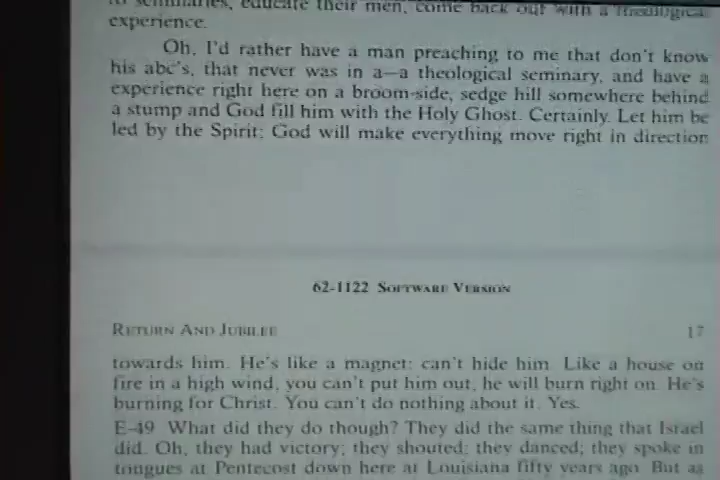 to seminaries, educate their men, come back out with a theological
experience.
Oh, I'd rather have a man preaching to me that don't know
his abc's, that never was in a—a theological seminary, and have a
experience right here on a broom-side, sedge hill somewhere behind
a stump and God fill him with the Holy Ghost. Certainly. Let him be
led by the Spirit; God will make everything move right in direction
62-1122 Software Version
Return And Jubilee 17
towards him. He's like a magnet: can't hide him. Like a house on
fire in a high wind, you can't put him out, he will burn right on. He's
burning for Christ. You can't do nothing about it. Yes.
E-49 What did they do though? They did the same thing that Israel
did. Oh, they had victory; they shouted; they danced; they spoke in
tongues at Pentecost down here at Louisiana fifty years ago. But as